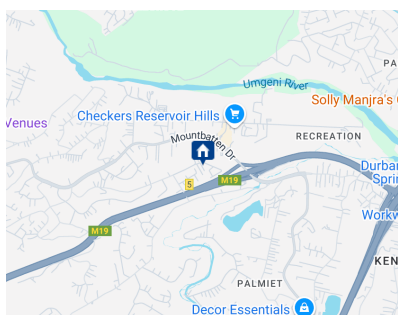 PA
Umgeni River
Solly Manjra's C
Checkers Reservoir Hills
Venues
RECREATION
Mountbatten Dr
Durban
Sprin
5
M19
Workw
M19
KEN
PALMIET
Decor Essentials